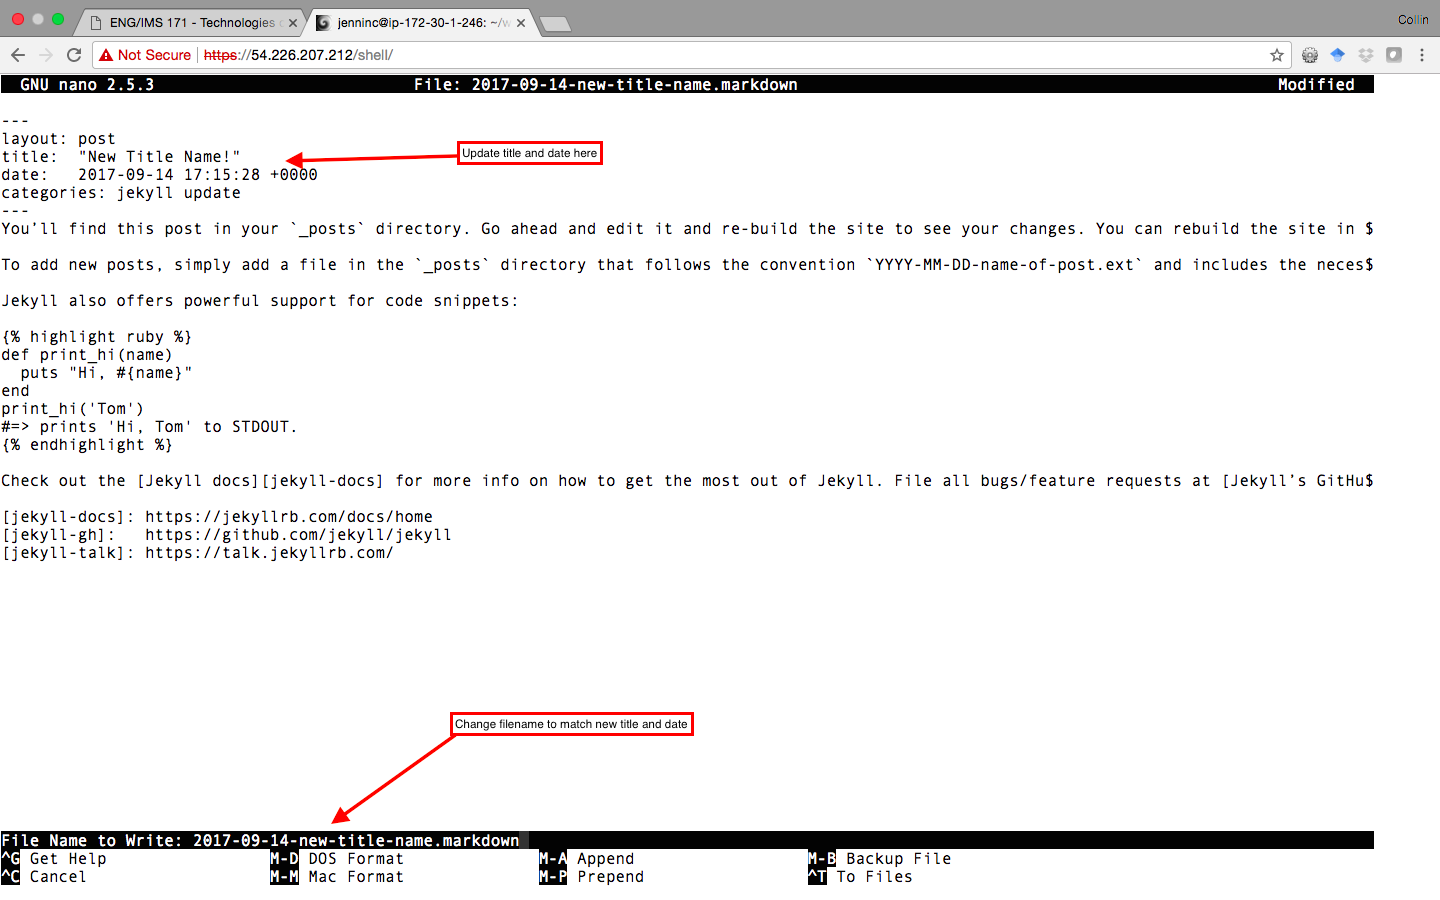 ENG/IMS 171 - Technologies
jenninc@ip-172-30-1-246: ~/w
Collin
Not Secure https://54.226.207.212/shell/
GNU nano 2.5.3 File: 2017-09-14-new-title-name.markdown Modified
---
layout: post
title:  "New Title Name!"
Update title and date here
date:   2017-09-14 17:15:28 +0000
categories: jekyll update
---
You’ll find this post in your `_posts` directory. Go ahead and edit it and re-build the site to see your changes. You can rebuild the site in $
To add new posts, simply add a file in the `_posts` directory that follows the convention `YYYY-MM-DD-name-of-post.ext` and includes the neces$
Jekyll also offers powerful support for code snippets:
{% highlight ruby %}
def print_hi(name)
  puts "Hi, #{name}"
end
print_hi('Tom')
#=> prints 'Hi, Tom' to STDOUT.
{% endhighlight %}
Check out the [Jekyll docs][jekyll-docs] for more info on how to get the most out of Jekyll. File all bugs/feature requests at [Jekyll’s GitHu$
[jekyll-docs]: https://jekyllrb.com/docs/home
[jekyll-gh]:   https://github.com/jekyll/jekyll
[jekyll-talk]: https://talk.jekyllrb.com/
Change filename to match new title and date
File Name to Write: 2017-09-14-new-title-name.markdown
^G Get Help M-D DOS Format M-A Append M-B Backup File
^C Cancel M-M Mac Format M-P Prepend ^T To Files